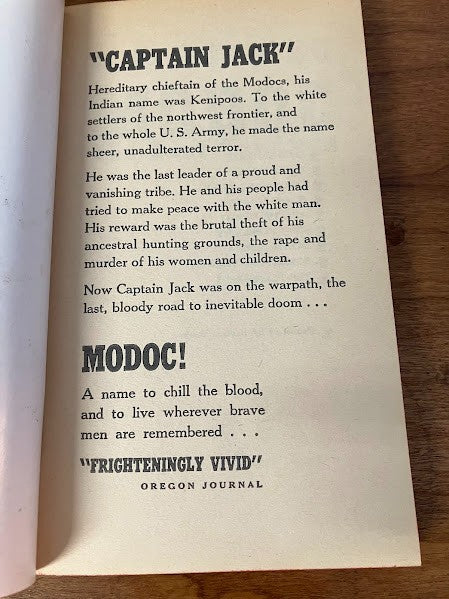 "CAPTAIN JACK"
Hereditary chieftain of the Modocs, his
Indian name was Kenipoos. To the white
settlers of the northwest frontier, and
to the whole U. S. Army, he made the name
sheer, unadulterated terror.
He was the last leader of a proud and
vanishing tribe. He and his people had
tried to make peace with the white man.
His reward was the brutal theft of his
ancestral hunting grounds, the rape and
murder of his women and children.
Now Captain Jack was on the warpath, the
last, bloody road to inevitable doom . . .
MODOC!
A name to chill the blood,
and to live wherever brave
men are remembered . . .
"FRIGHTENINGLY VIVID"
OREGON JOURNAL